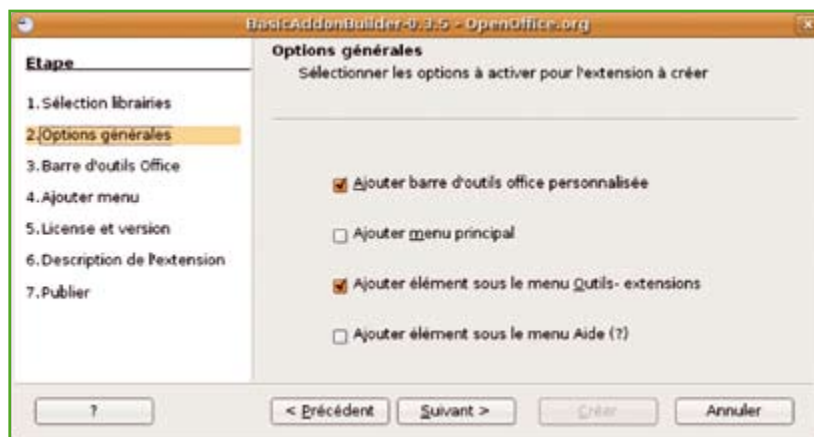 BasicAddonBuilder-0.3.5 - OpenOffice.org
Etape
1. Sélection librairies
2. Options générales
3. Barre d'outils Office
4. Ajouter menu
5. License et version
6. Description de l'extension
7. Publier
Options générales
Sélectionner les options à activer pour l'extension à créer
Ajouter barre d'outils office personnalisée
Ajouter menu principal
Ajouter élément sous le menu Outils- extensions
Ajouter élément sous le menu Aide (?)
?
< Précédent
Suivant >
Créer
Annuler